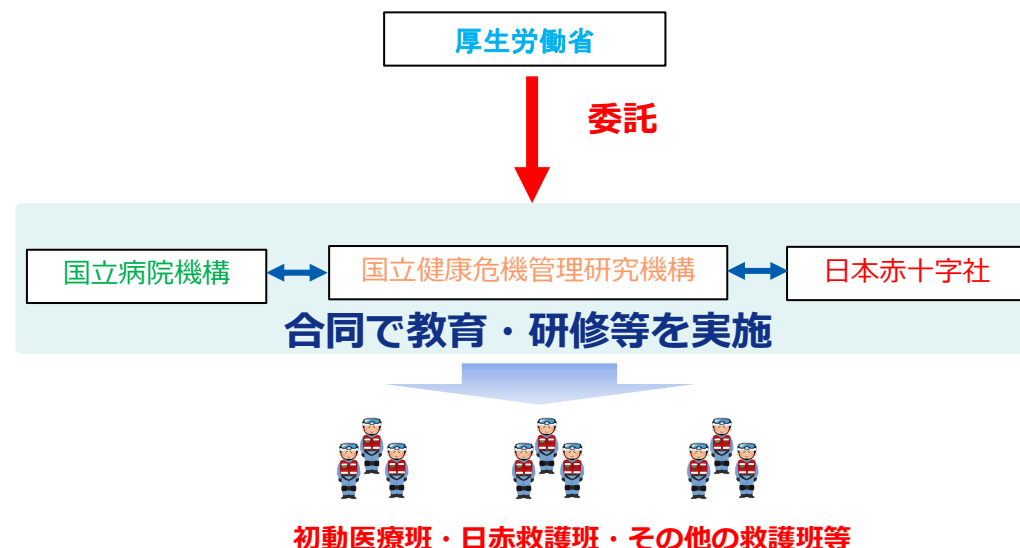 厚生労働省
委託
国立病院機構
国立健康危機管理研究機構
日本赤十字社
合同で教育・研修等を実施
初動医療班・日赤救護班・その他の救護班等